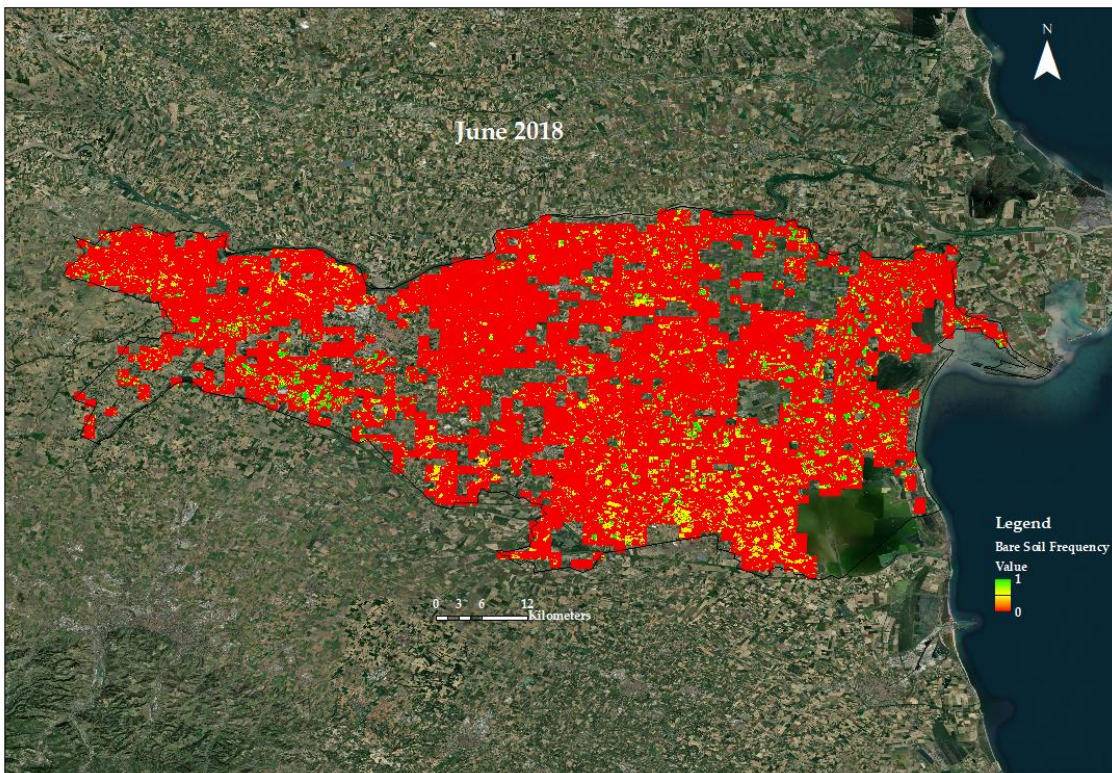 N
June 2018
Legend
Bare Soil Frequency
Value
1
0
0 3 6 12
Kilometers